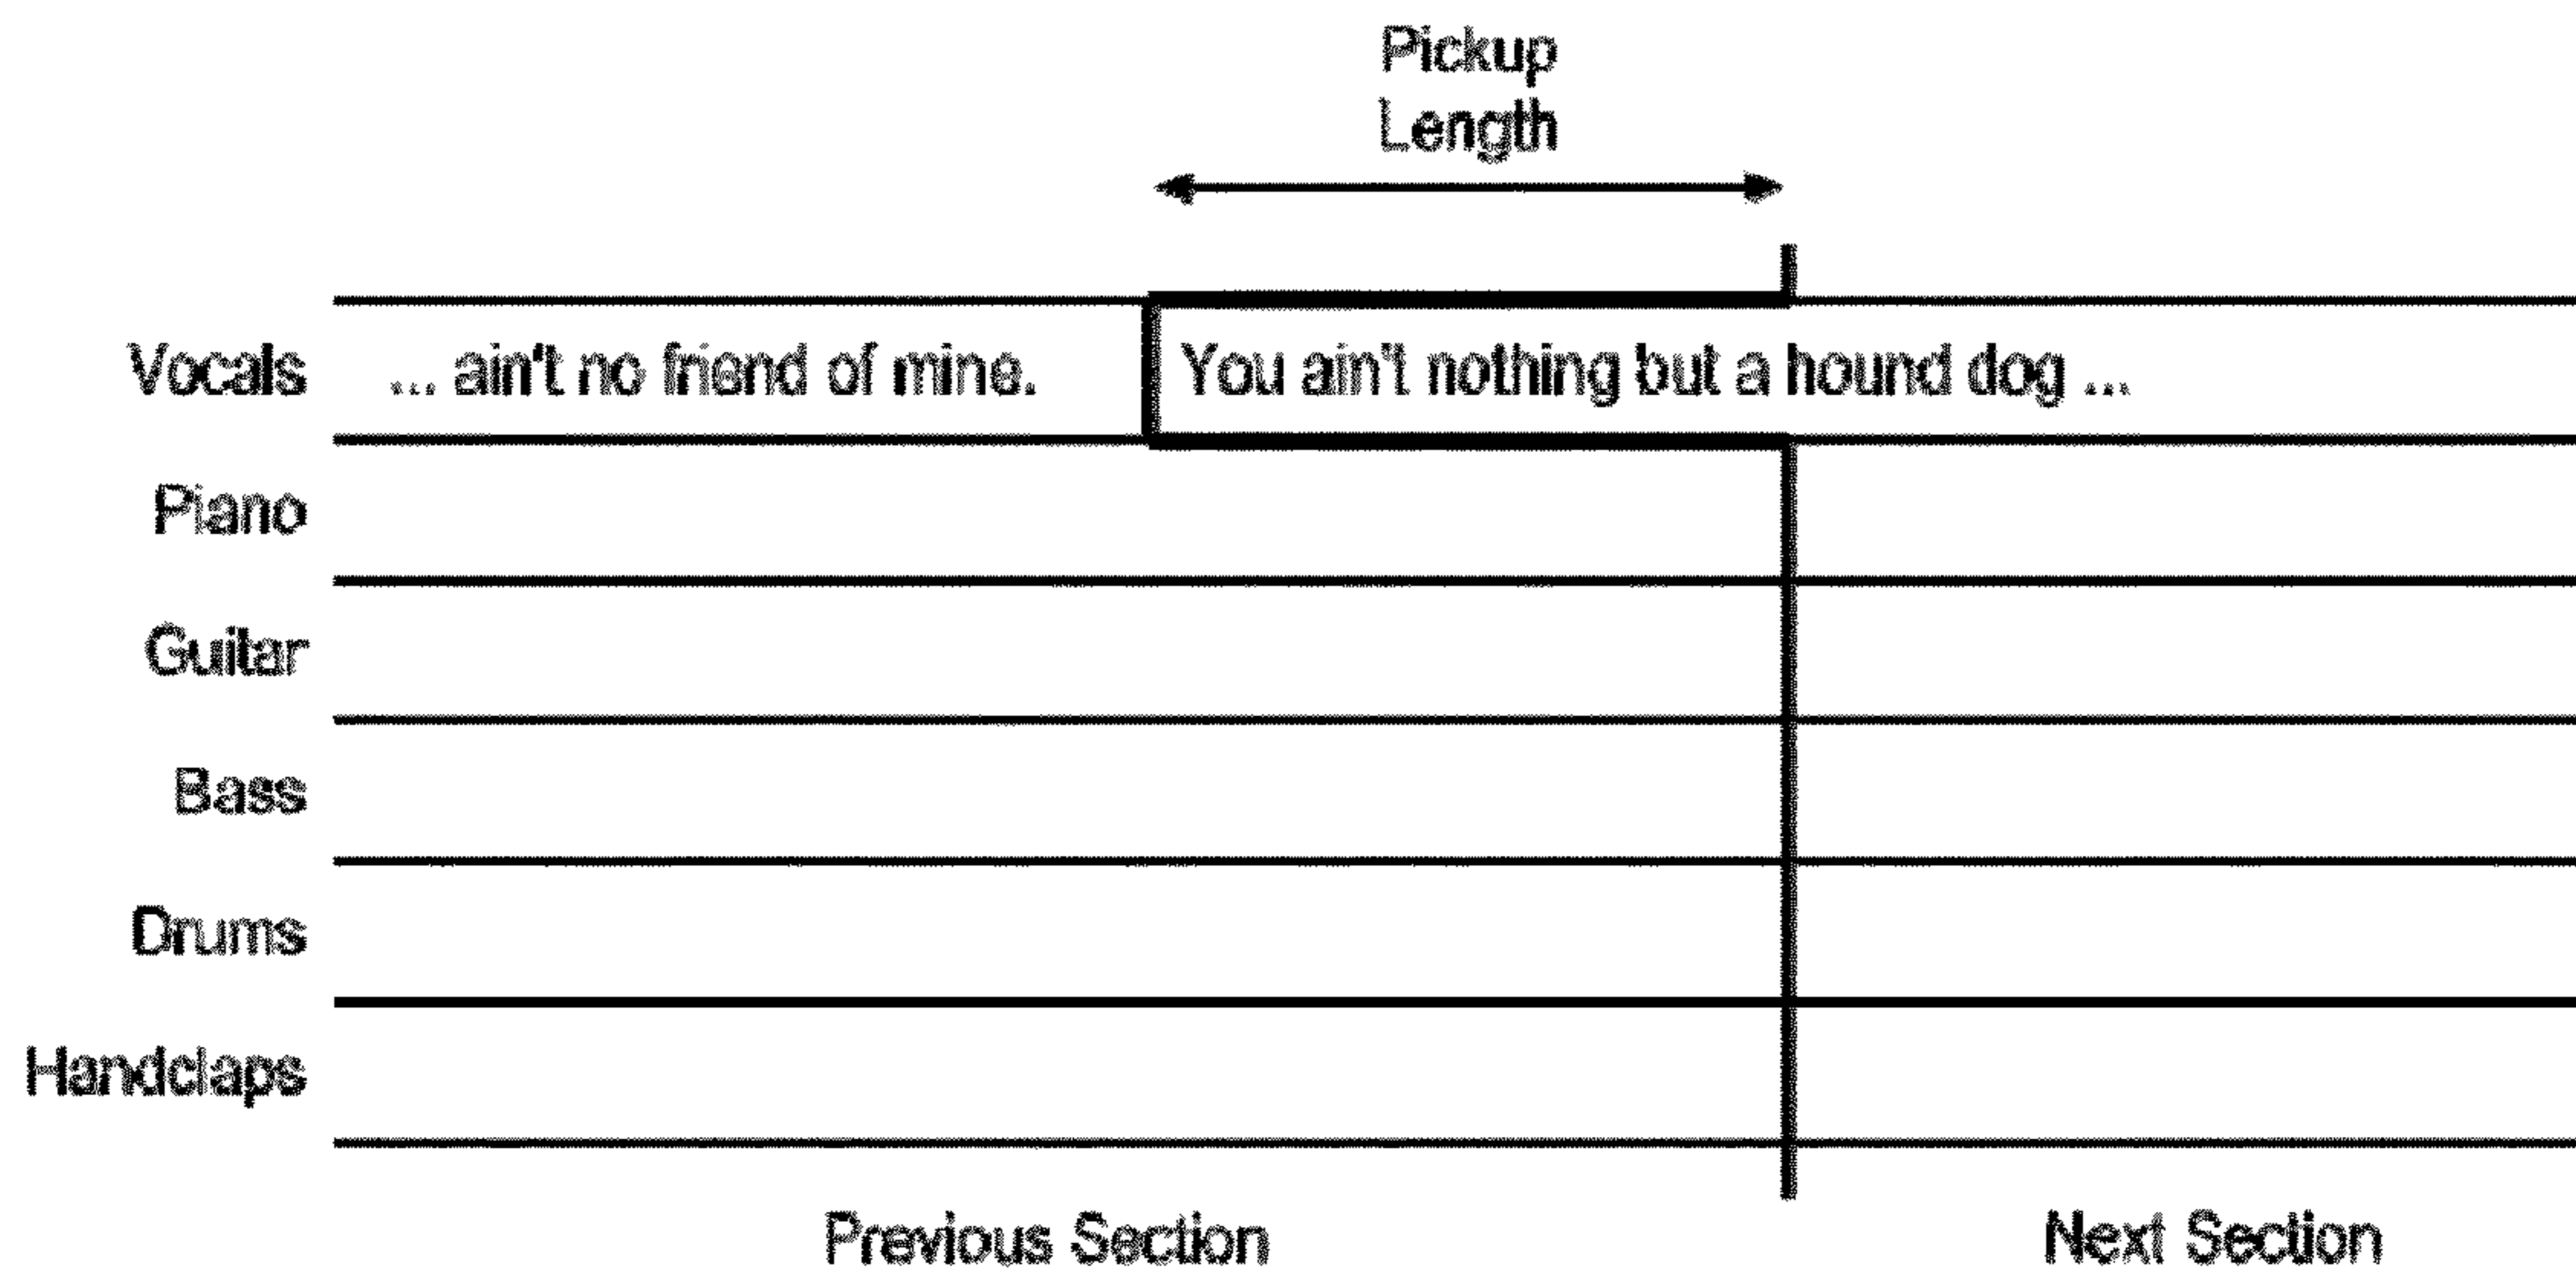 Pickup
Length
Vocals ... ain't no friend of mine. You ain't nothing but a hound dog ...
Piano
Guitar
Bass
Drums
Handclaps
Previous Section Next Section